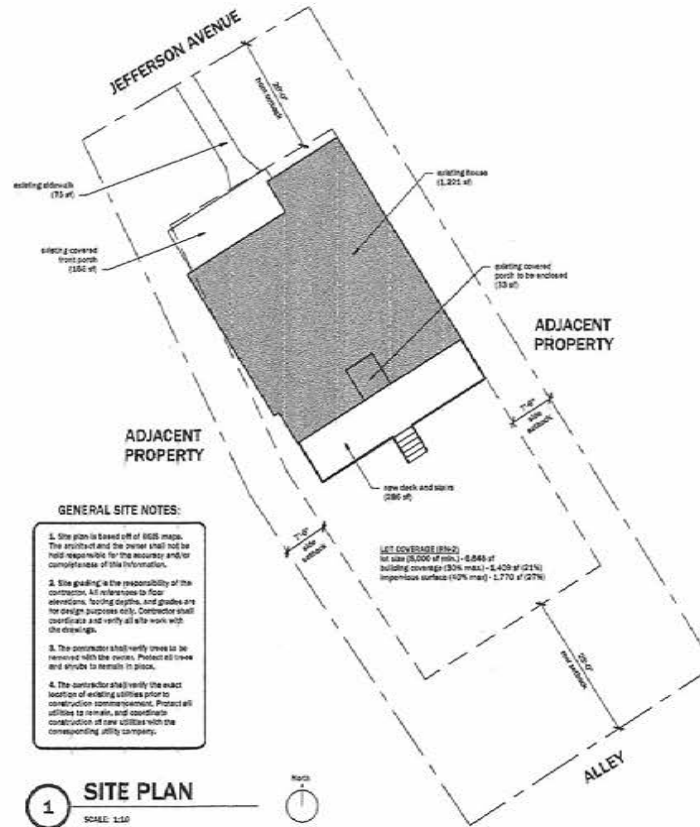 JEFFERSON AVENUE
20'-0"
front setback
existing sidewalk
(75 sf)
existing house
(1,221 sf)
existing covered
front porch
(155 sf)
existing covered
porch to be enclosed
(33 sf)
ADJACENT
PROPERTY
7'-6"
side
setback
ADJACENT
PROPERTY
new deck and stairs
(286 sf)
7'-6"
side
setback
GENERAL SITE NOTES:
1. Site plan is based off of GIS maps.
The architect and the owner shall not be
held responsible for the accuracy and/or
completeness of this information.
2. Site grading is the responsibility of the
contractor. All references to floor
elevations, footing depths, and grades are
for design purposes only. Contractor shall
coordinate and verify all site work with
the drawings.
3. The contractor shall verify trees to be
removed with the owner. Protect all trees
and shrubs to remain in place.
4. The contractor shall verify the exact
location of existing utilities prior to
construction commencement. Protect all
utilities to remain, and coordinate
construction of new utilities with the
corresponding utility company.
LOT COVERAGE
lot size (5,000 sf min.) - 6,645 sf
building coverage (30% max.) - 1,409 sf (21%)
impervious surface (40% max) - 1,770 sf (27%)
25'-0"
rear setback
ALLEY
1
SITE PLAN
SCALE: 1:10
North